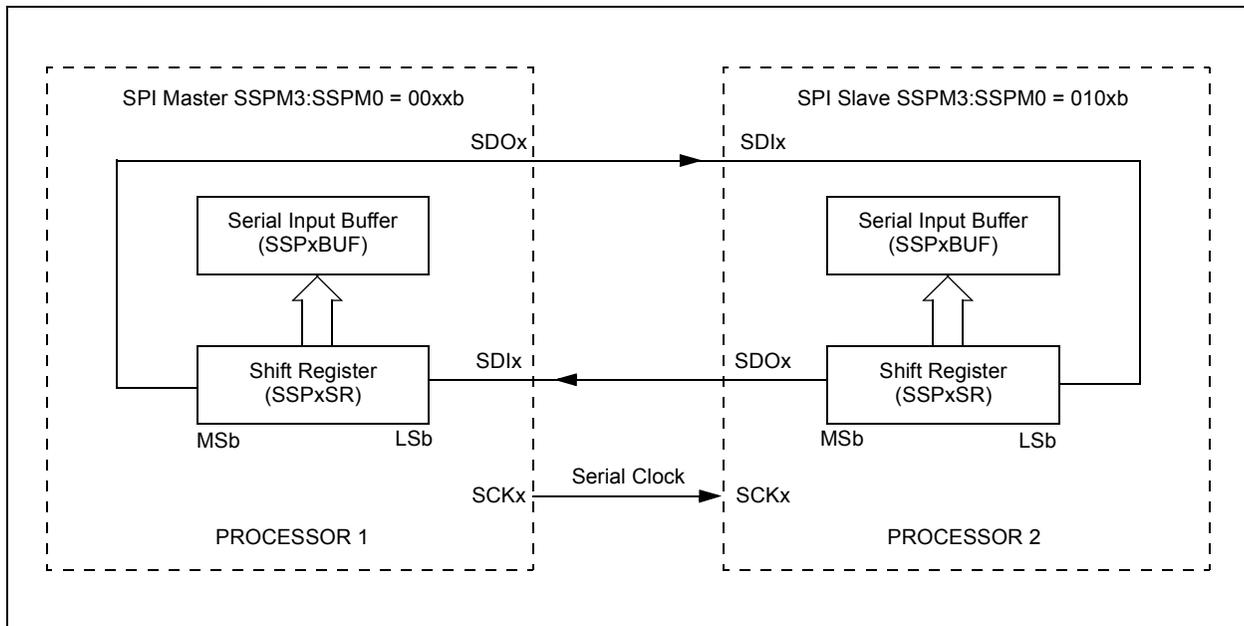 SPI Master SSPM3:SSPM0 = 00xxb
SPI Slave SSPM3:SSPM0 = 010xb
SDOx
SDIx
Serial Input Buffer
(SSPxBUF)
Serial Input Buffer
(SSPxBUF)
Shift Register
(SSPxSR)
MSb
LSb
SDIx
SDOx
Shift Register
(SSPxSR)
MSb
LSb
Serial Clock
SCKx
SCKx
PROCESSOR 1
PROCESSOR 2